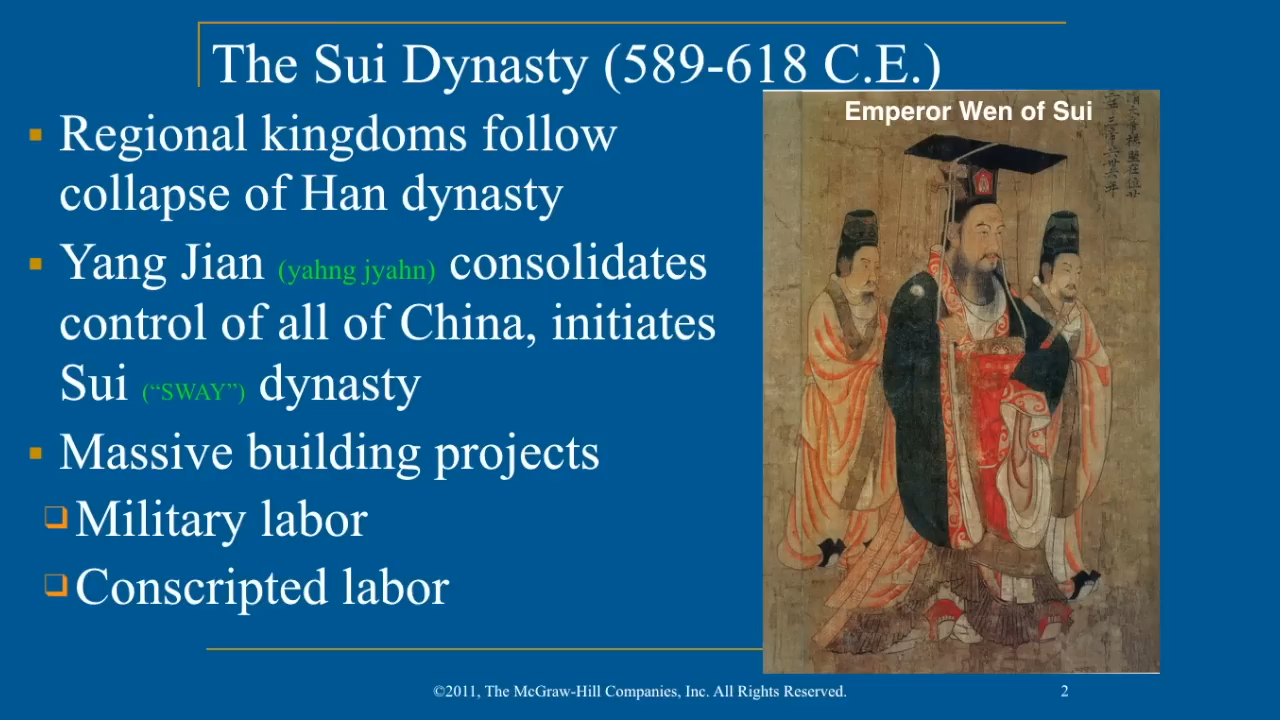 The Sui Dynasty (589-618 C.E.)
Regional kingdoms follow
collapse of Han dynasty
Yang Jian (yahng jyahn) consolidates
control of all of China, initiates
Sui (“SWAY”) dynasty
Massive building projects
Military labor
Conscripted labor
Emperor Wen of Sui
©2011, The McGraw-Hill Companies, Inc. All Rights Reserved.
2